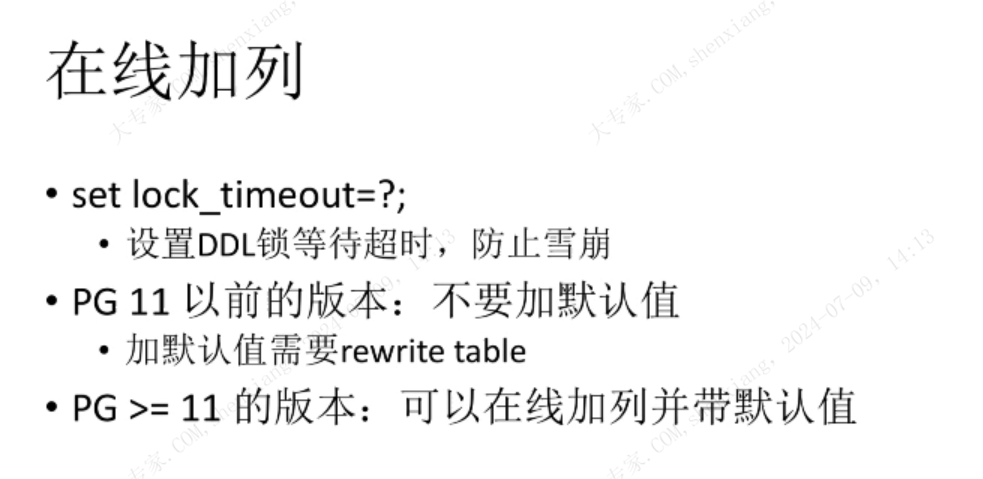 在线加列
• set lock_timeout=?;
• 设置DDL锁等待超时，防止雪崩
• PG 11 以前的版本：不要加默认值
• 加默认值需要rewrite table
• PG >= 11 的版本：可以在线加列并带默认值
大专家.COM,shenxiang,
2024-07-09, 14:13